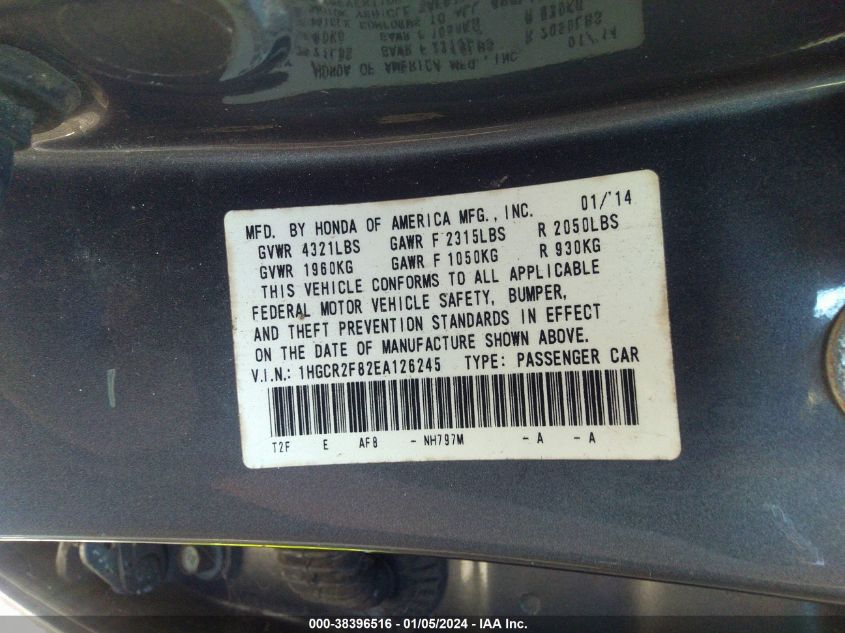 MFD. BY HONDA OF AMERICA MFG., INC. 01/'14
GVWR 4321LBS GAWR F 2315LBS R 2050LBS
GVWR 1960KG GAWR F 1050KG R 930KG
THIS VEHICLE CONFORMS TO ALL APPLICABLE
FEDERAL MOTOR VEHICLE SAFETY, BUMPER,
AND THEFT PREVENTION STANDARDS IN EFFECT
ON THE DATE OF MANUFACTURE SHOWN ABOVE.
V.I.N.: 1HGCR2F82EA126245 TYPE: PASSENGER CAR
T2F E AF8 - NH797M - A - A
000-38396516 - 01/05/2024 - IAA Inc.